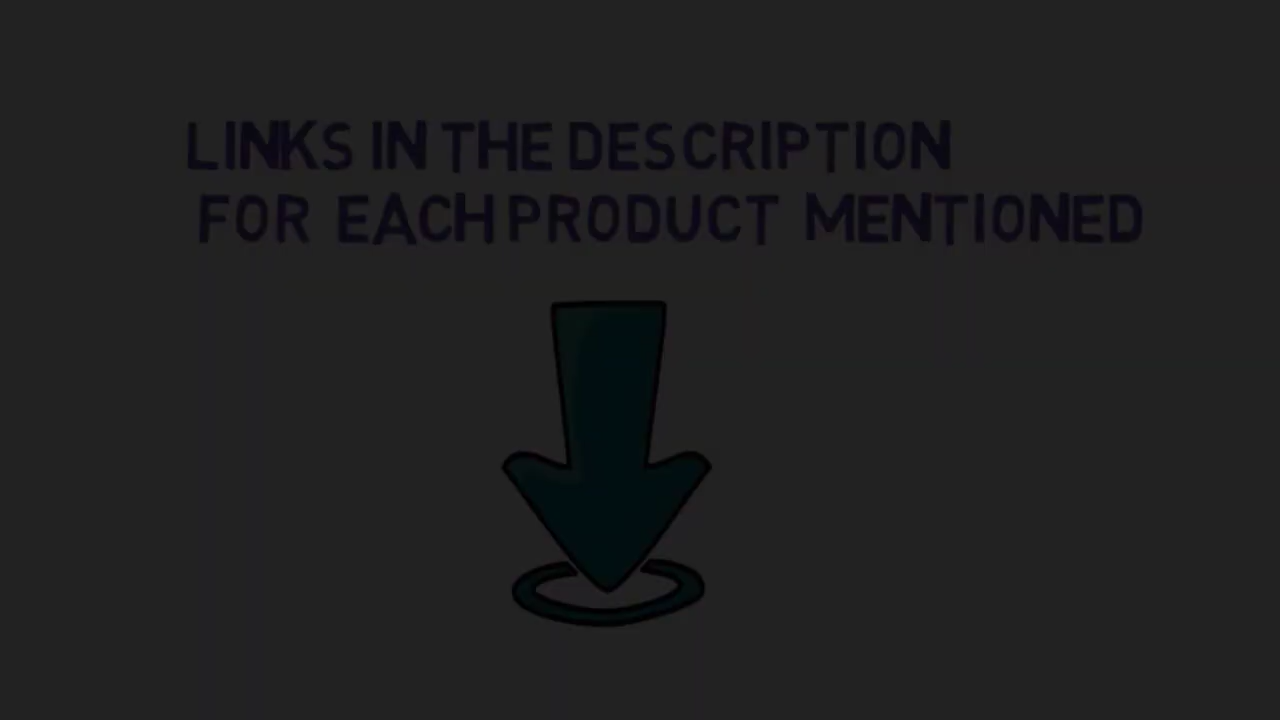 LINKS IN THE DESCRIPTION
FOR EACH PRODUCT MENTIONED